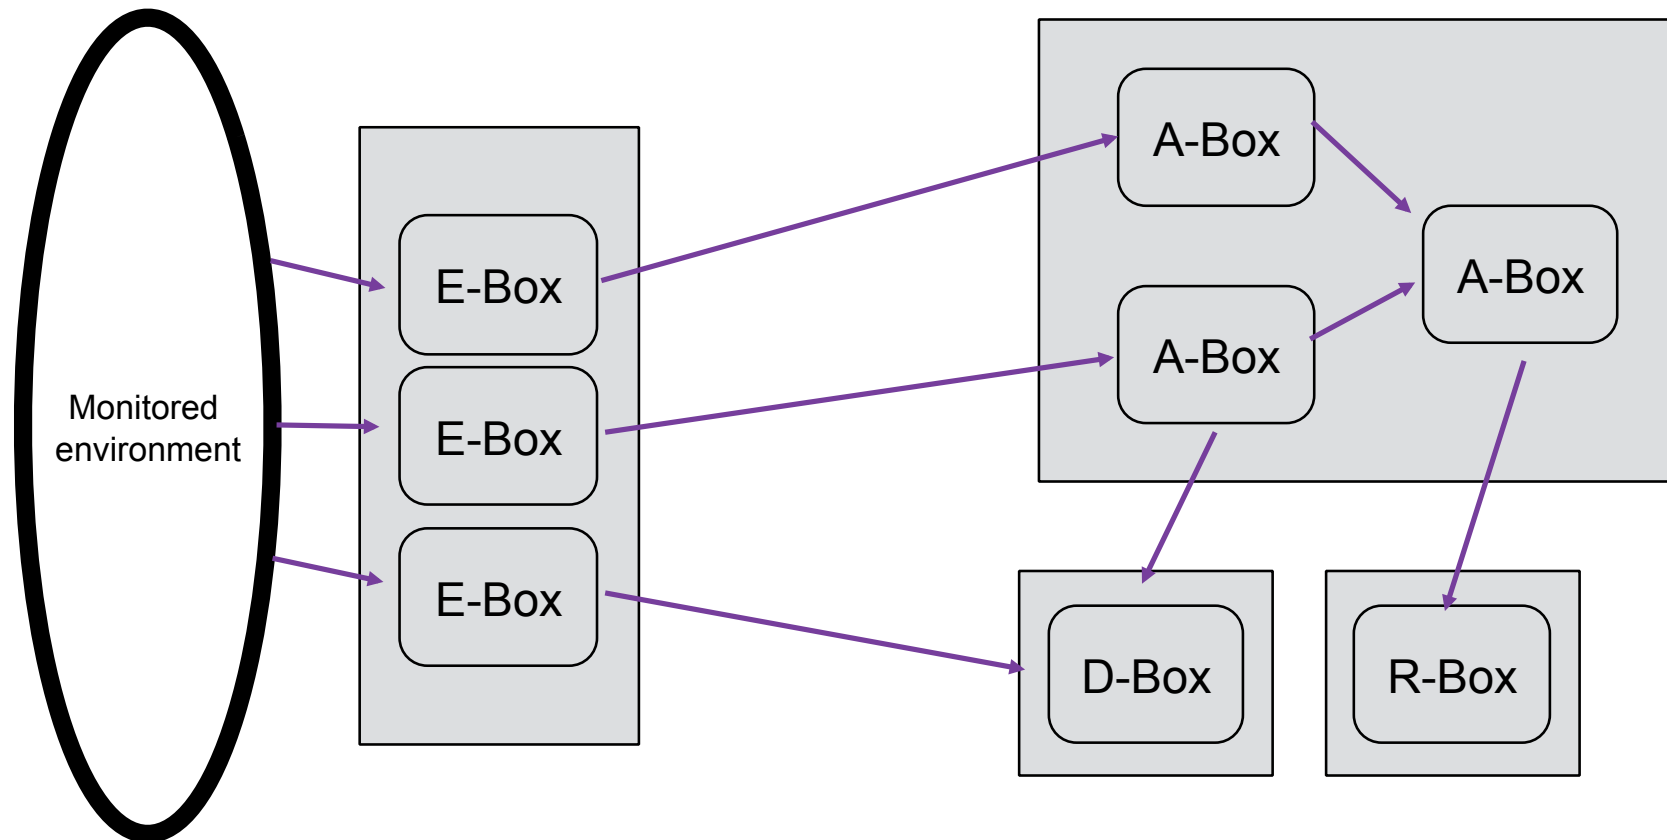 Monitored
environment
E-Box
E-Box
E-Box
A-Box
A-Box
A-Box
D-Box
R-Box